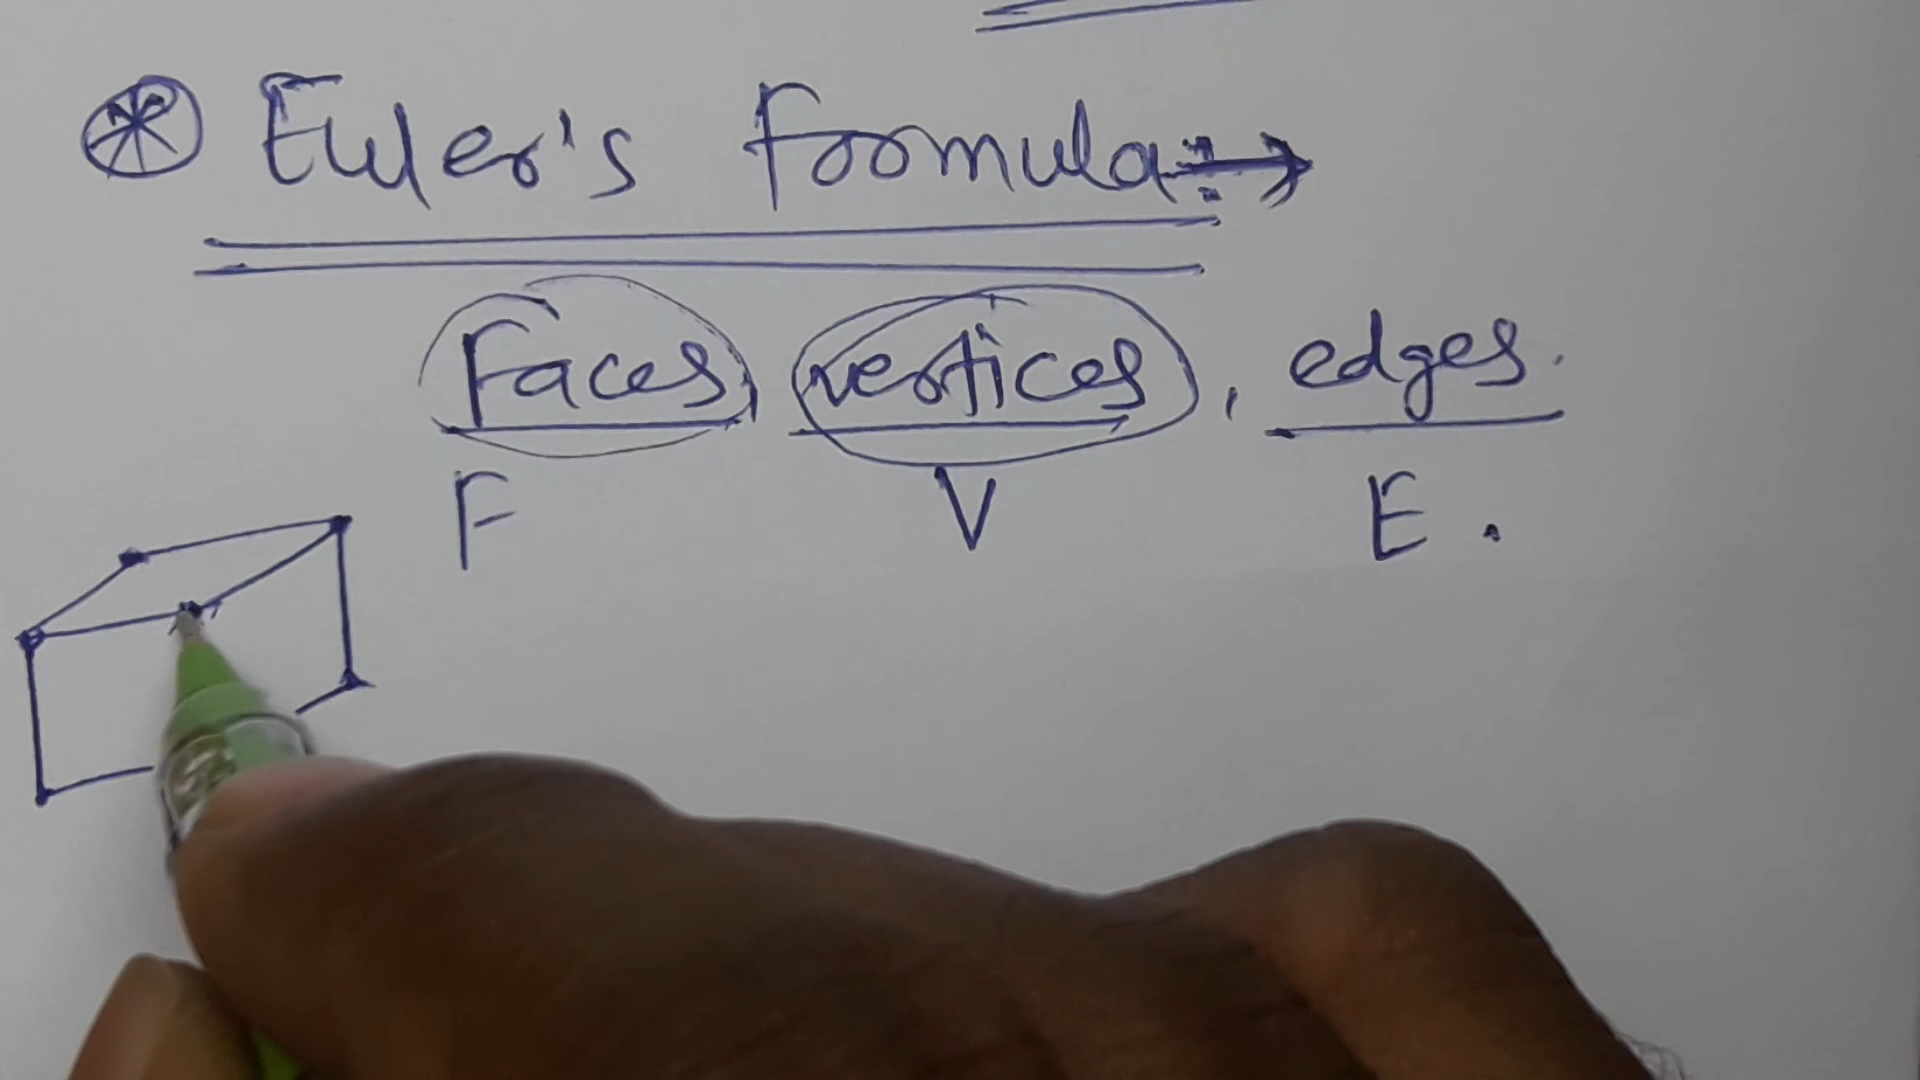 Euler's Formula:→
Faces, vertices, edges.
F V E.